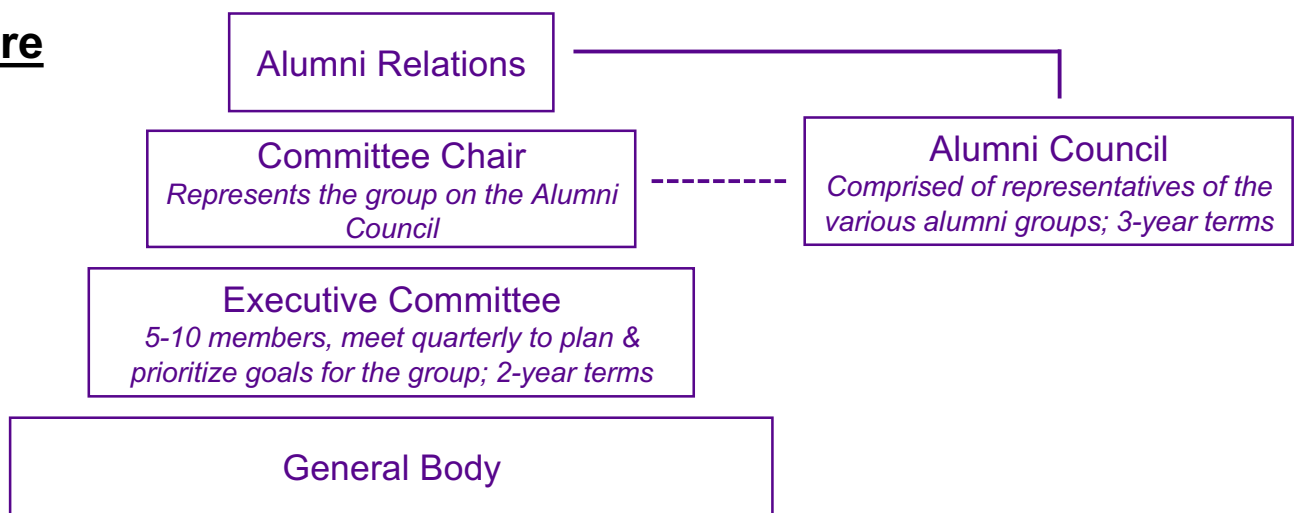 re
Alumni Relations
Committee Chair
Represents the group on the Alumni
Council
Alumni Council
Comprised of representatives of the
various alumni groups; 3-year terms
Executive Committee
5-10 members, meet quarterly to plan &
prioritize goals for the group; 2-year terms
General Body